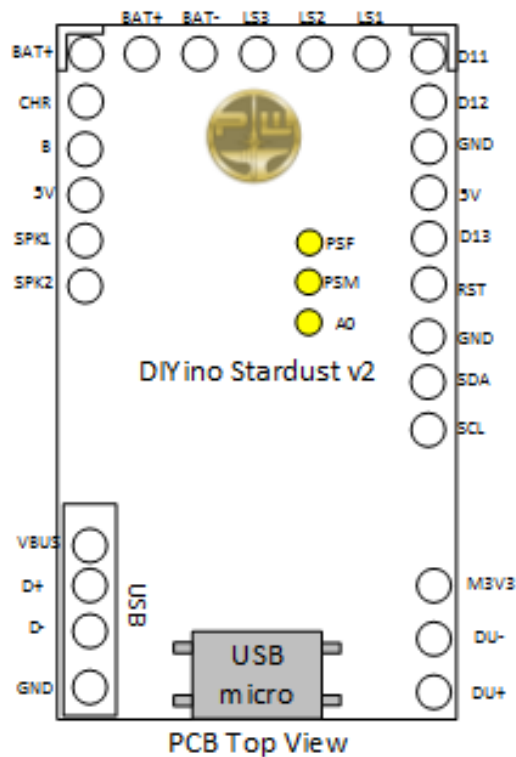 BAT+ BAT- LS3 LS2 LS1
BAT+
CHR
B
5V
SPK1
SPK2
D11
D12
GND
5V
D13
RST
GND
SDA
SCL
PSF
PSM
A0
DIYino Stardust v2
VBUS
D+
D-
GND
USB
USB
micro
M3V3
DU-
DU+
PCB Top View